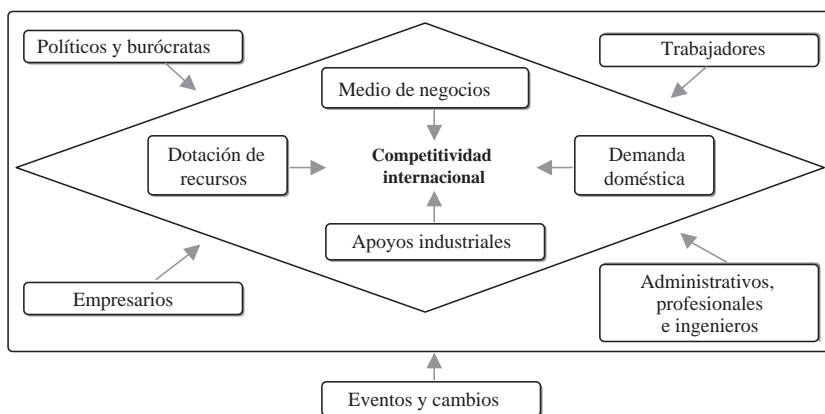 Políticos y burócratas
Trabajadores
Medio de negocios
Dotación de
recursos
Competitividad
internacional
Demanda
doméstica
Apoyos industriales
Empresarios
Administrativos,
profesionales
e ingenieros
Eventos y cambios